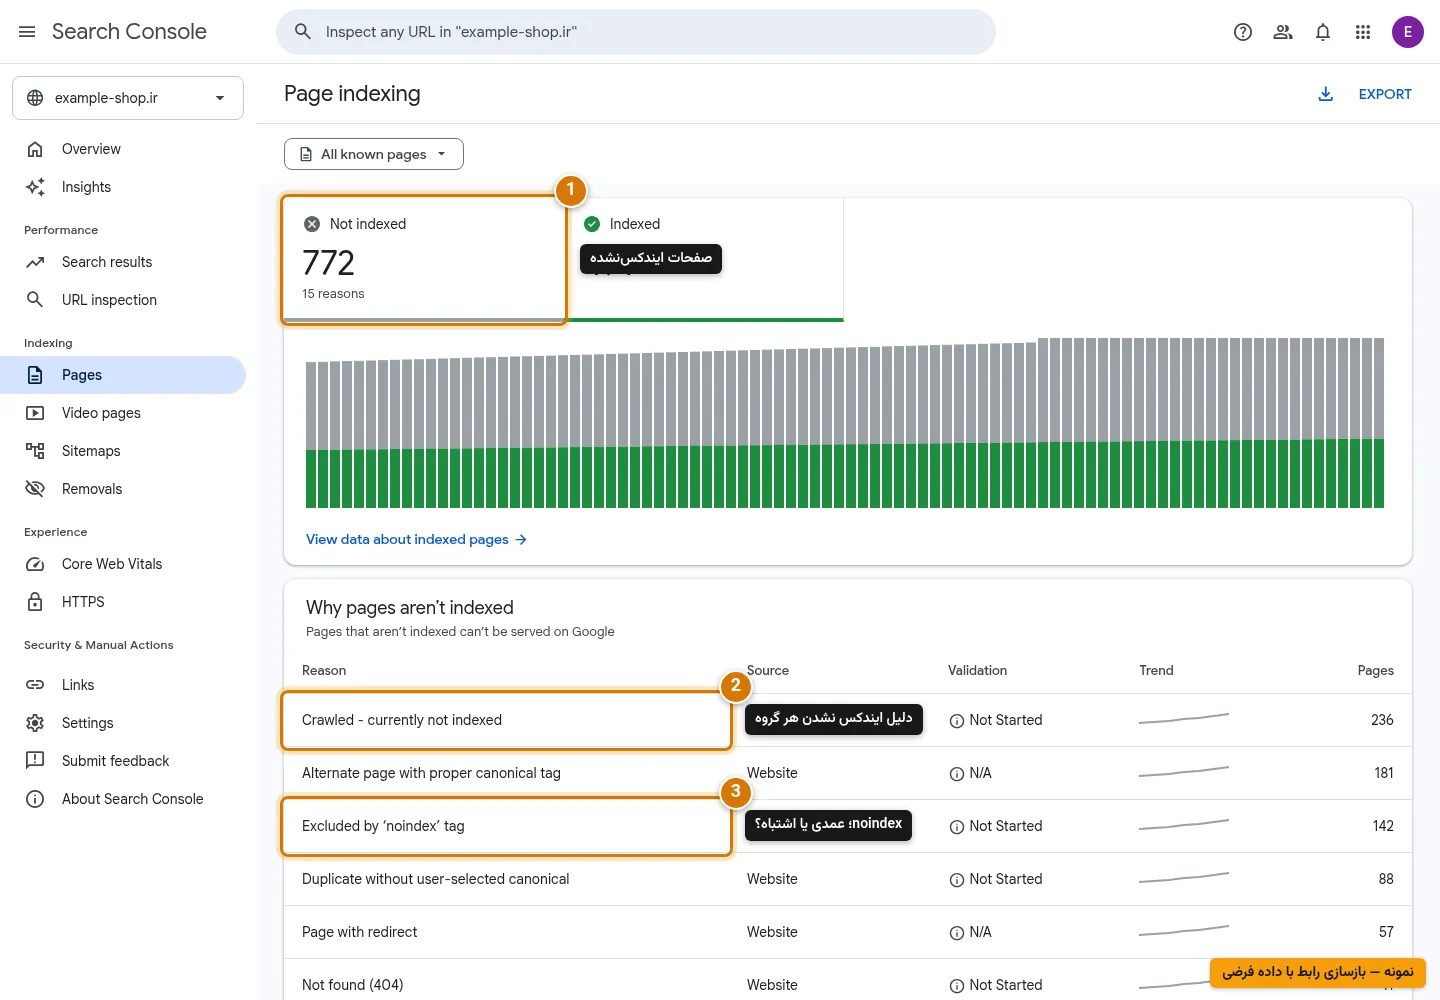 Search Console
Inspect any URL in "example-shop.ir"
E
example-shop.ir
Overview
Insights
Performance
Search results
URL inspection
Indexing
Pages
Video pages
Sitemaps
Removals
Experience
Core Web Vitals
HTTPS
Security & Manual Actions
Links
Settings
Submit feedback
About Search Console
Page indexing
EXPORT
All known pages
1
Not indexed
772
15 reasons
Indexed
صفحات ایندکس‌نشده
View data about indexed pages
Why pages aren’t indexed
Pages that aren’t indexed can’t be served on Google
Reason Source Validation Trend Pages
2
Crawled - currently not indexed دلیل ایندکس نشدن هر گروه Not Started 236
Alternate page with proper canonical tag Website N/A 181
3
Excluded by ‘noindex’ tag noindex؛ عمدی یا اشتباه؟ Not Started 142
Duplicate without user-selected canonical Website Not Started 88
Page with redirect Website N/A 57
Not found (404) Website Not Started
نمونه — بازسازی رابط با داده فرضی